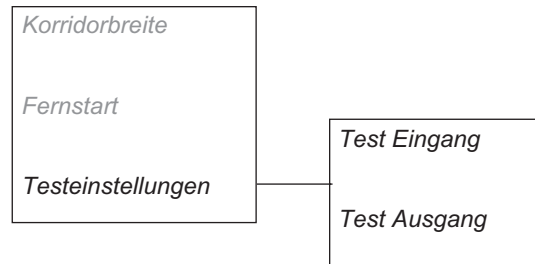 Korridorbreite
Fernstart
Testeinstellungen
Test Eingang
Test Ausgang